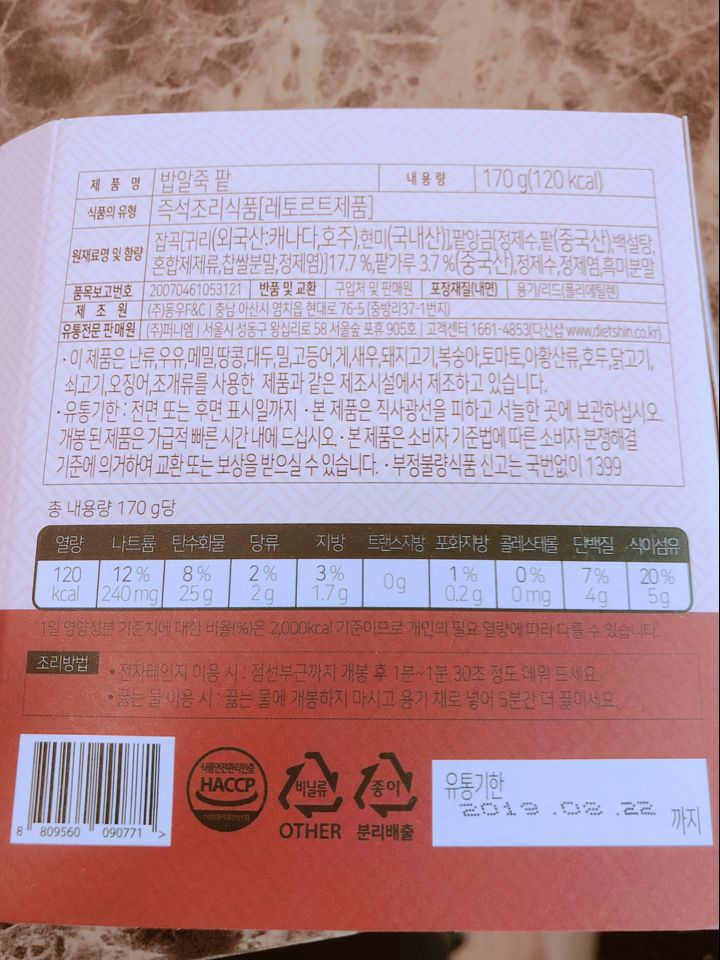 제 품 명 밥알죽 팥 내용량 170 g(120 kcal)
식품의 유형 즉석조리식품[레토르트제품]
원재료명 및 함량 잡곡[귀리(외국산:캐나다,호주),현미(국내산)],팥앙금[정제수,팥(중국산),백설탕,
혼합제제류,찹쌀분말,정제염)]17.7 %,팥가루 3.7 %(중국산),정제수,정제염,흑미분말
품목보고번호 20070461053121 반품 및 교환 구입처 및 판매원 포장재질(내면) 용기/리드(폴리에틸렌)
제 조 원 (주)동우F&C | 충남 아산시 염치읍 현대로 76-5 (중방리37-1번지)
유통전문 판매원 (주)퍼니엠 | 서울시 성동구 왕십리로 58 서울숲 포휴 905호 | 고객센터 1661-4853(다신샵 www.dietshin.co.kr)
· 이 제품은 난류,우유,메밀,땅콩,대두,밀,고등어,게,새우,돼지고기,복숭아,토마토,아황산류,호두,닭고기,
쇠고기,오징어,조개류를 사용한 제품과 같은 제조시설에서 제조하고 있습니다.
· 유통기한 : 전면 또는 후면 표시일까지 · 본 제품은 직사광선을 피하고 서늘한 곳에 보관하십시오.
개봉 된 제품은 가급적 빠른 시간 내에 드십시오. · 본 제품은 소비자 기준법에 따른 소비자 분쟁해결
기준에 의거하여 교환 또는 보상을 받으실 수 있습니다. · 부정불량식품 신고는 국번없이 1399
총 내용량 170 g당
열량 나트륨 탄수화물 당류 지방 트랜스지방 포화지방 콜레스테롤 단백질 식이섬유
120 12 % 8 % 2 % 3 % 0g 1 % 0 % 7 % 20 %
kcal 240 mg 25 g 2 g 1.7 g 0.2 g 0 mg 4g 5g
1일 영양성분 기준치에 대한 비율(%)은 2,000kcal 기준이므로 개인의 필요 열량에 따라 다를 수 있습니다.
조리방법 • 전자레인지 이용 시 : 점선부근까지 개봉 후 1분~1분 30초 정도 데워 드세요
• 끓는 물 이용 시 : 끓는 물에 개봉하지 마시고 용기 채로 넣어 5분간 더 끓이세요.
식품안전관리인증
HACCP
비닐류
OTHER
종이
분리배출
유통기한
2019.08.22 까지
8 809560 090771 >